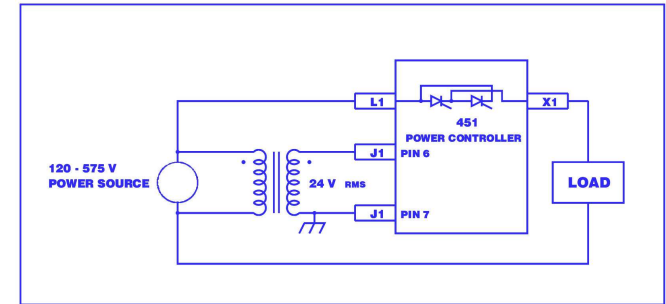 L1
X1
451
POWER CONTROLLER
J1 PIN 6
120 - 575 V
POWER SOURCE
24 V RMS
LOAD
J1 PIN 7